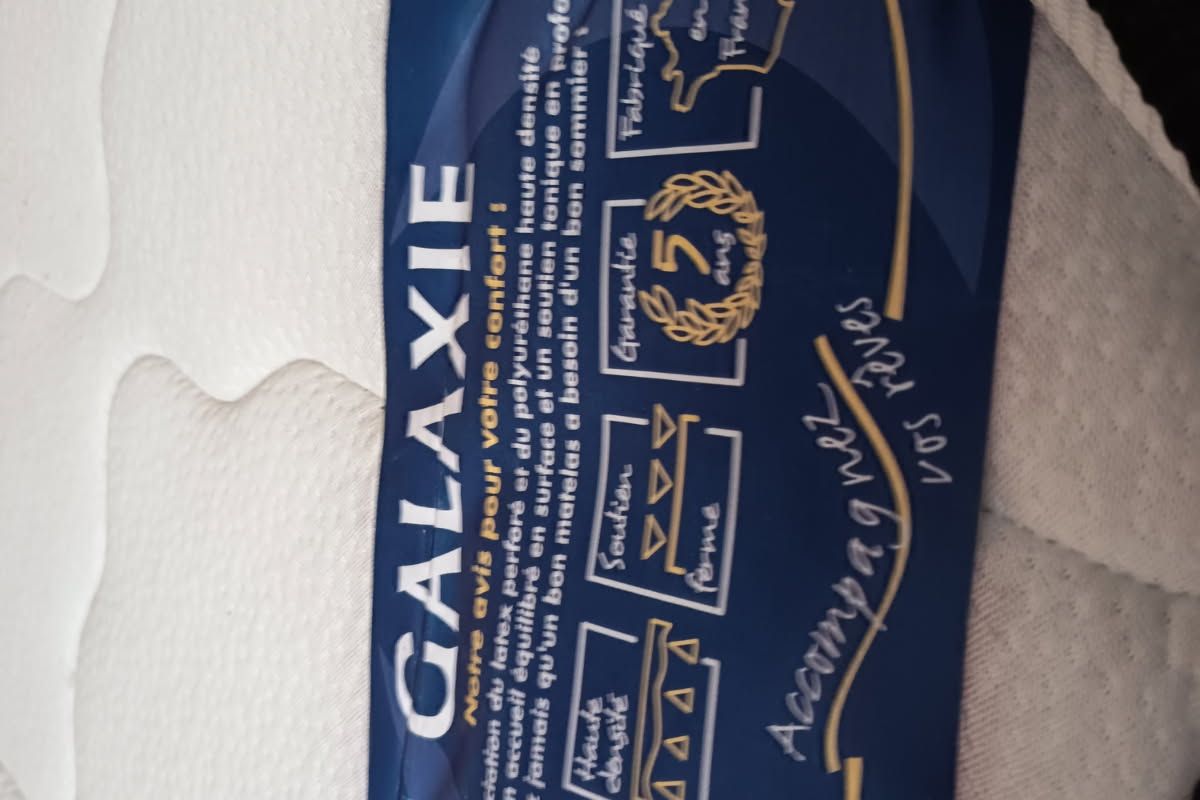 GALAXIE
Notre avis pour votre confort :
du latex perforé et du polyuréthane haute densité
accueil équilibré en surface et un soutien tonique en
jamais qu'un bon matelas a besoin d'un bon sommier !
Haute
densité
Soutien
ferme
Garantie
5
ans
Fabriqué
en
Accompagnez
vos rêves